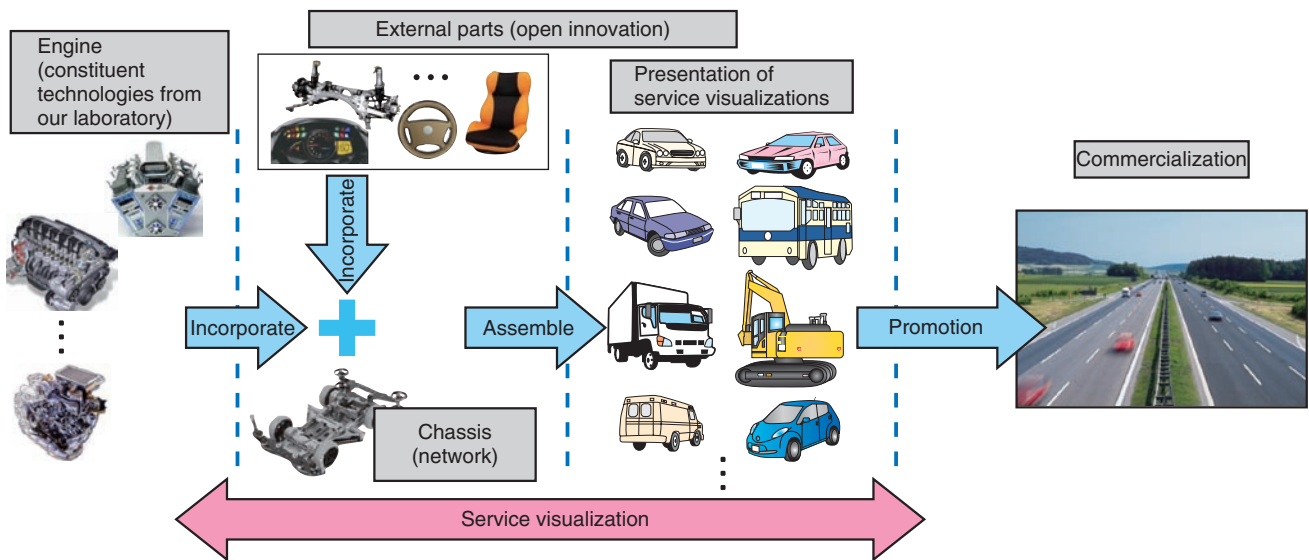 External parts (open innovation)
Engine
(constituent
technologies from
our laboratory)
Presentation of
service visualizations
Commercialization
Incorporate
Incorporate
Assemble
Promotion
Chassis
(network)
Service visualization